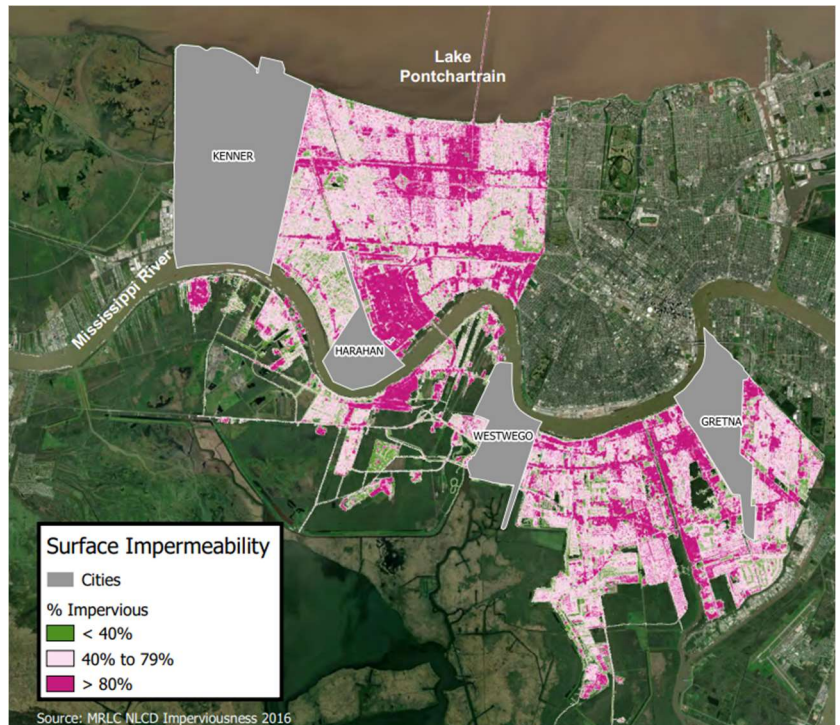 Lake
Pontchartrain
KENNER
Mississippi River
HARAHAN
WESTWEGO
GRETNA
Surface Impermeability
Cities
% Impervious
< 40%
40% to 79%
> 80%
Source: MRLC NLCD Imperviousness 2016